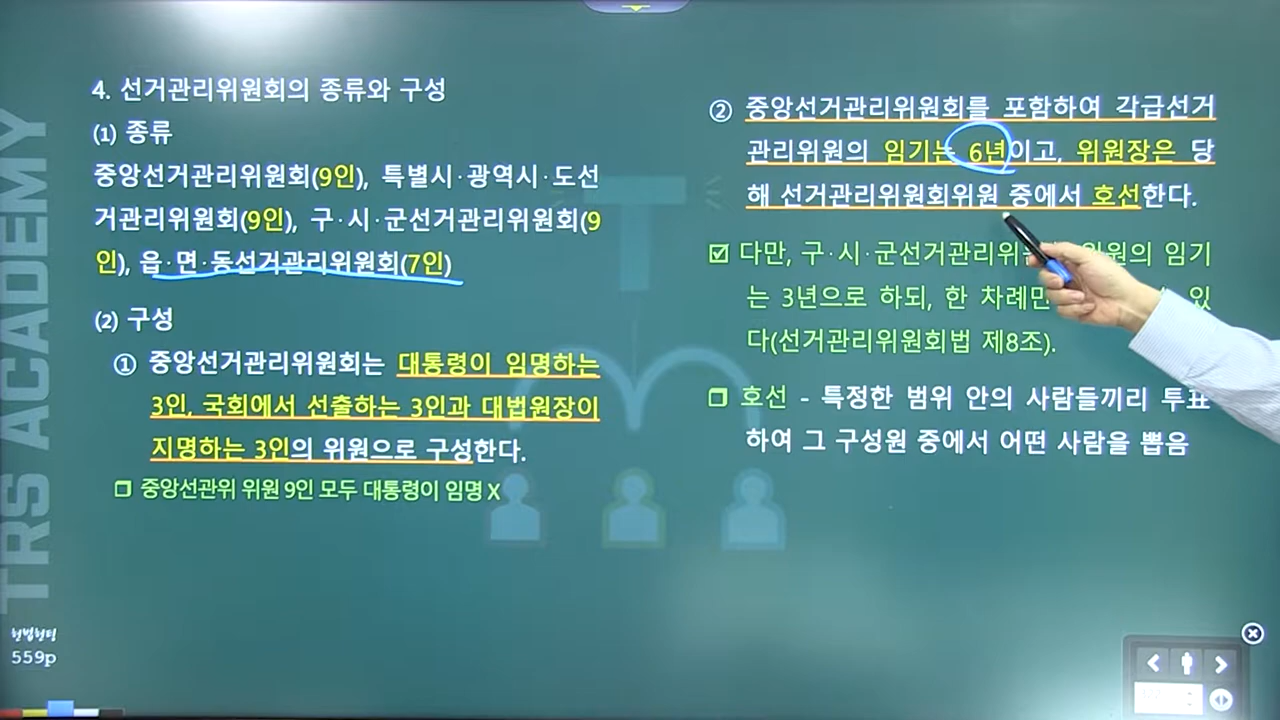 4. 선거관리위원회의 종류와 구성
(1) 종류
중앙선거관리위원회(9인), 특별시·광역시·도선
거관리위원회(9인), 구·시·군선거관리위원회(9
인), 읍·면·동선거관리위원회(7인)
(2) 구성
① 중앙선거관리위원회는 대통령이 임명하는
3인, 국회에서 선출하는 3인과 대법원장이
지명하는 3인의 위원으로 구성한다.
❒ 중앙선관위 위원 9인 모두 대통령이 임명 X
② 중앙선거관리위원회를 포함하여 각급선거
관리위원의 임기는 6년이고, 위원장은 당
해 선거관리위원회위원 중에서 호선한다.
☑ 다만, 구·시·군선거관리위 의 임기
는 3년으로 하되, 한 있
다(선거관리위원회법 제8조).
❒ 호선 - 특정한 범위 안의 사람들끼리 투표
하여 그 구성원 중에서 어떤 사람을 뽑음
TRS ACADEMY
559p